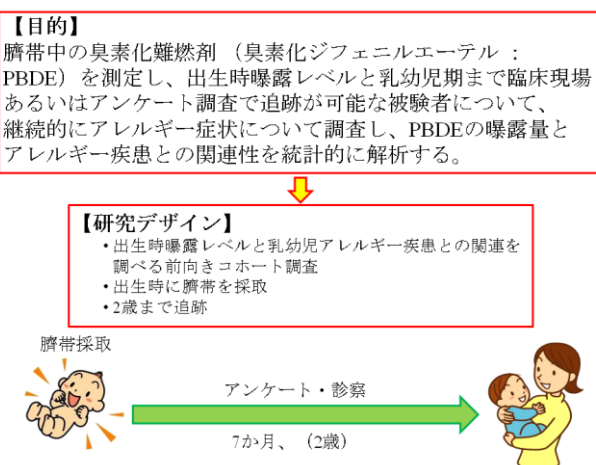 【目的】
臍帯中の臭素化難燃剤 （臭素化ジフェニルエーテル ：
PBDE）を測定し、出生時曝露レベルと乳幼児期まで臨床現場
あるいはアンケート調査で追跡が可能な被験者について、
継続的にアレルギー症状について調査し、PBDEの曝露量と
アレルギー疾患との関連性を統計的に解析する。
【研究デザイン】
・出生時曝露レベルと乳幼児アレルギー疾患との関連を
調べる前向きコホート調査
・出生時に臍帯を採取
・2歳まで追跡
臍帯採取
アンケート・診察
7か月、（2歳）